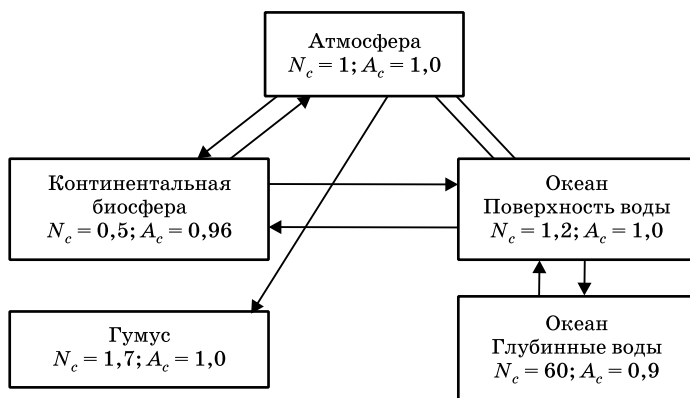 Атмосфера
N_c = 1; A_c = 1,0
Континентальная
биосфера
N_c = 0,5; A_c = 0,96
Океан
Поверхность воды
N_c = 1,2; A_c = 1,0
Гумус
N_c = 1,7; A_c = 1,0
Океан
Глубинные воды
N_c = 60; A_c = 0,9